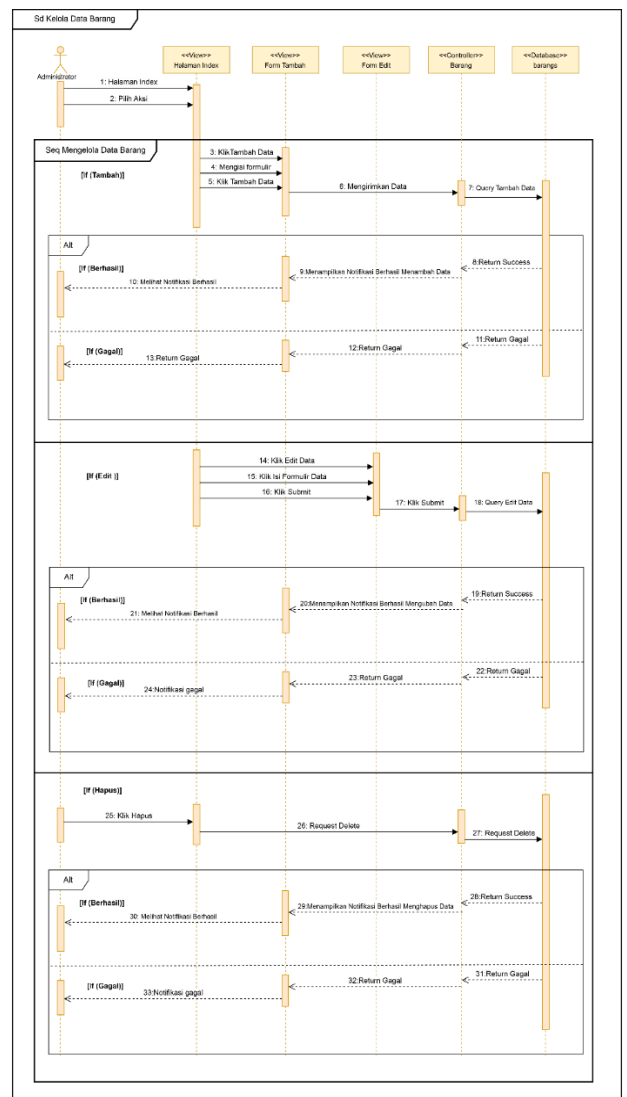 Sd Kelola Data Barang
Administrator
<<View>>
Halaman Index
<<View>>
Form Tambah
<<View>>
Form Edit
<<Controller>>
Barang
<<Database>>
barangs
1: Halaman Index
2: Pilih Aksi
Seq Mengelola Data Barang
[If (Tambah)]
3: KlikTambah Data
4: Mengisi formulir
5: Klik Tambah Data
6: Mengirimkan Data
7: Query Tambah Data
Alt
[If (Berhasil)]
8:Return Success
9:Menampilkan Notifikasi Berhasil Menambah Data
10: Melihat Notifikasi Berhasil
[If (Gagal)]
11:Return Gagal
12:Return Gagal
13:Return Gagal
[If (Edit )]
14: Klik Edit Data
15: Klik Isi Formulir Data
16: Klik Submit
17: Klik Submit
18: Query Edit Data
Alt
[If (Berhasil)]
19:Return Success
20:Menampilkan Notifikasi Berhasil Mengubah Data
21: Melihat Notifikasi Berhasil
[If (Gagal)]
22:Return Gagal
23:Return Gagal
24:Notifikasi gagal
[If (Hapus)]
25: Klik Hapus
26: Request Delete
27: Request Delete
Alt
[If (Berhasil)]
28:Return Success
29:Menampilkan Notifikasi Berhasil Menghapus Data
30: Melihat Notifikasi Berhasil
[If (Gagal)]
31:Return Gagal
32:Return Gagal
33:Notifikasi gagal